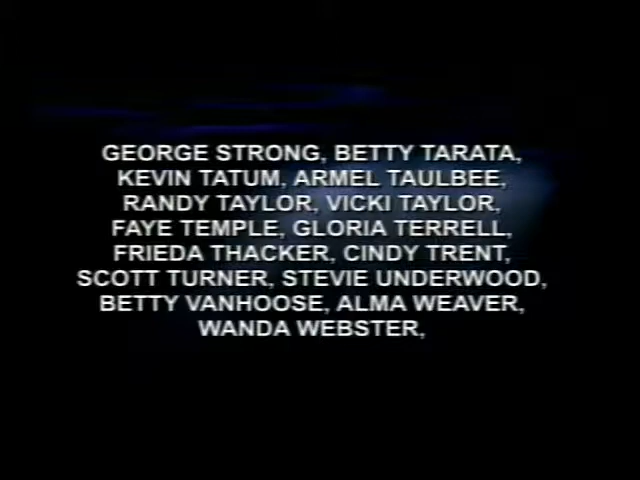 GEORGE STRONG, BETTY TARATA,
KEVIN TATUM, ARMEL TAULBEE,
RANDY TAYLOR, VICKI TAYLOR,
FAYE TEMPLE, GLORIA TERRELL,
FRIEDA THACKER, CINDY TRENT,
SCOTT TURNER, STEVIE UNDERWOOD,
BETTY VANHOOSE, ALMA WEAVER,
WANDA WEBSTER,